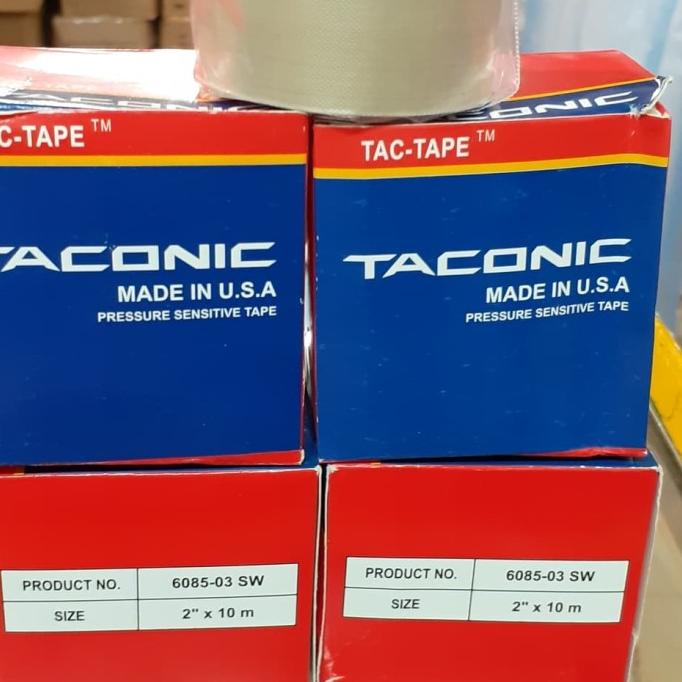 C-TAPE ™
TACONIC
MADE IN U.S.A
PRESSURE SENSITIVE TAPE
ONIC
TAC-TAPE ™
TACONIC
MADE IN U.S.A
PRESSURE SENSITIVE TAPE
PRODUCT NO. 6085-03 SW
SIZE 2" x 10 m
PRODUCT NO. 6085-03 SW
SIZE 2" x 10 m